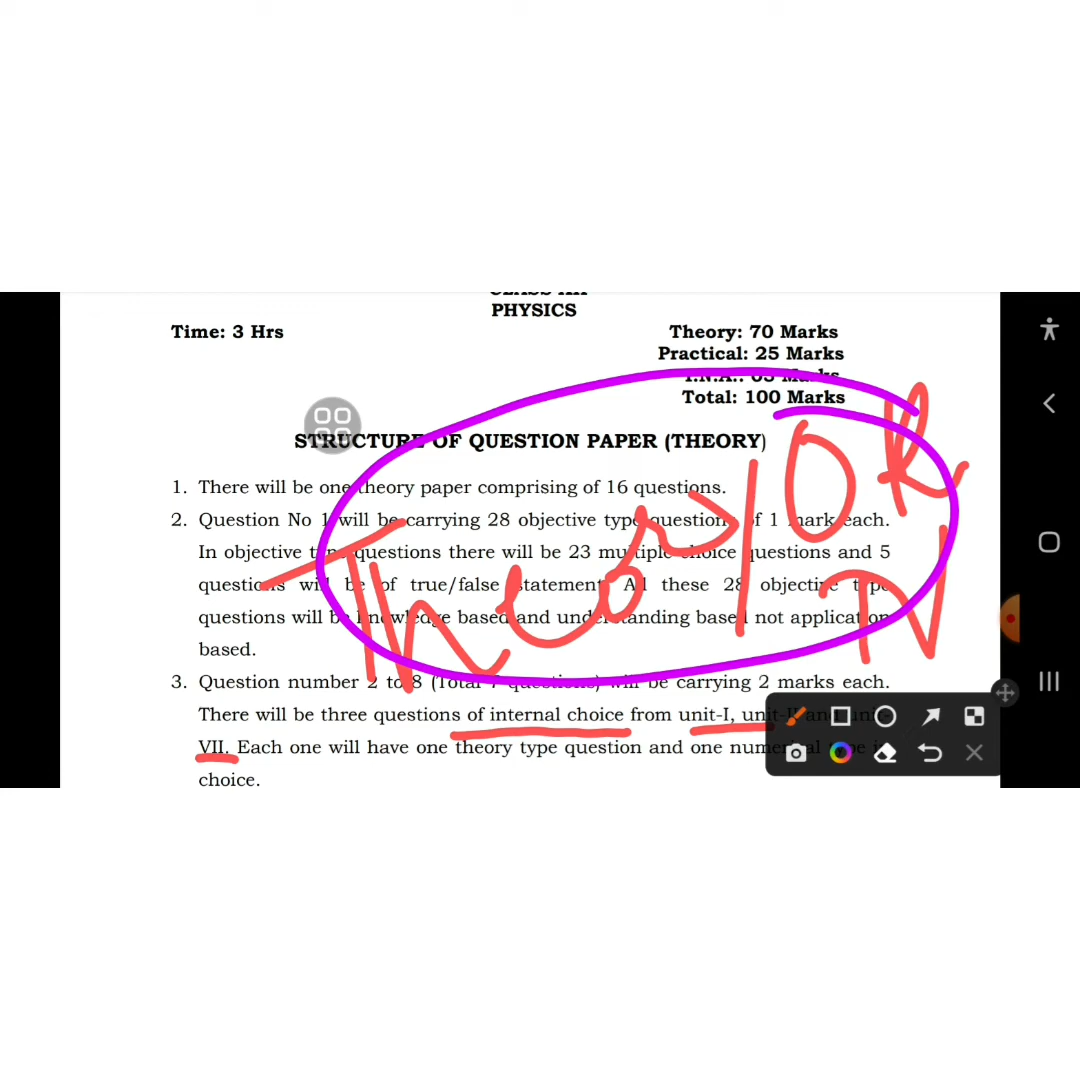 PHYSICS
Time: 3 Hrs
Theory: 70 Marks
Practical: 25 Marks
I.N.A.: 05 Marks
Total: 100 Marks
STRUCTURE OF QUESTION PAPER (THEORY)
1. There will be one theory paper comprising of 16 questions.
2. Question No 1 will be carrying 28 objective type questions of 1 mark each.
In objective type questions there will be 23 multiple choice questions and 5
questions will be of true/false statement. All these 28 objective type
questions will be knowledge based and understanding based not application
based.
3. Question number 2 to 8 (Total 7 questions) will be carrying 2 marks each.
There will be three questions of internal choice from unit-I, unit-II and unit-
VII. Each one will have one theory type question and one numerical type in
choice.
Theory
OR
N